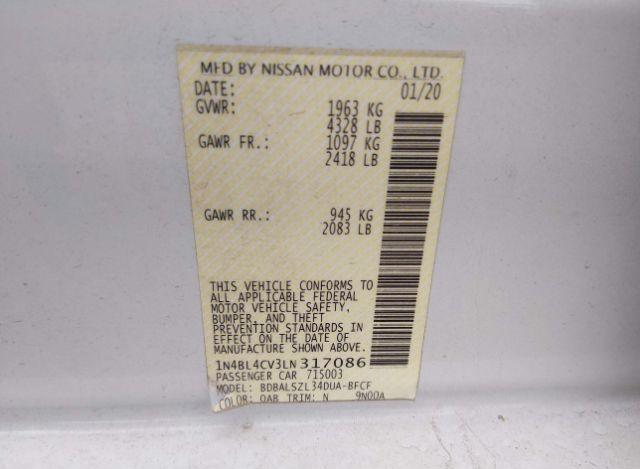 MFD BY NISSAN MOTOR CO., LTD.
DATE: 01/20
GVWR: 1963 KG
4328 LB
GAWR FR.: 1097 KG
2418 LB
GAWR RR.: 945 KG
2083 LB
THIS VEHICLE CONFORMS TO
ALL APPLICABLE FEDERAL
MOTOR VEHICLE SAFETY,
BUMPER, AND THEFT
PREVENTION STANDARDS IN
EFFECT ON THE DATE OF
MANUFACTURE SHOWN ABOVE.
1N4BL4CV3LN317086
PASSENGER CAR 715003
MODEL: BDBALSZL34DUA-BFCF
COLOR: QAB TRIM: N 9N00A